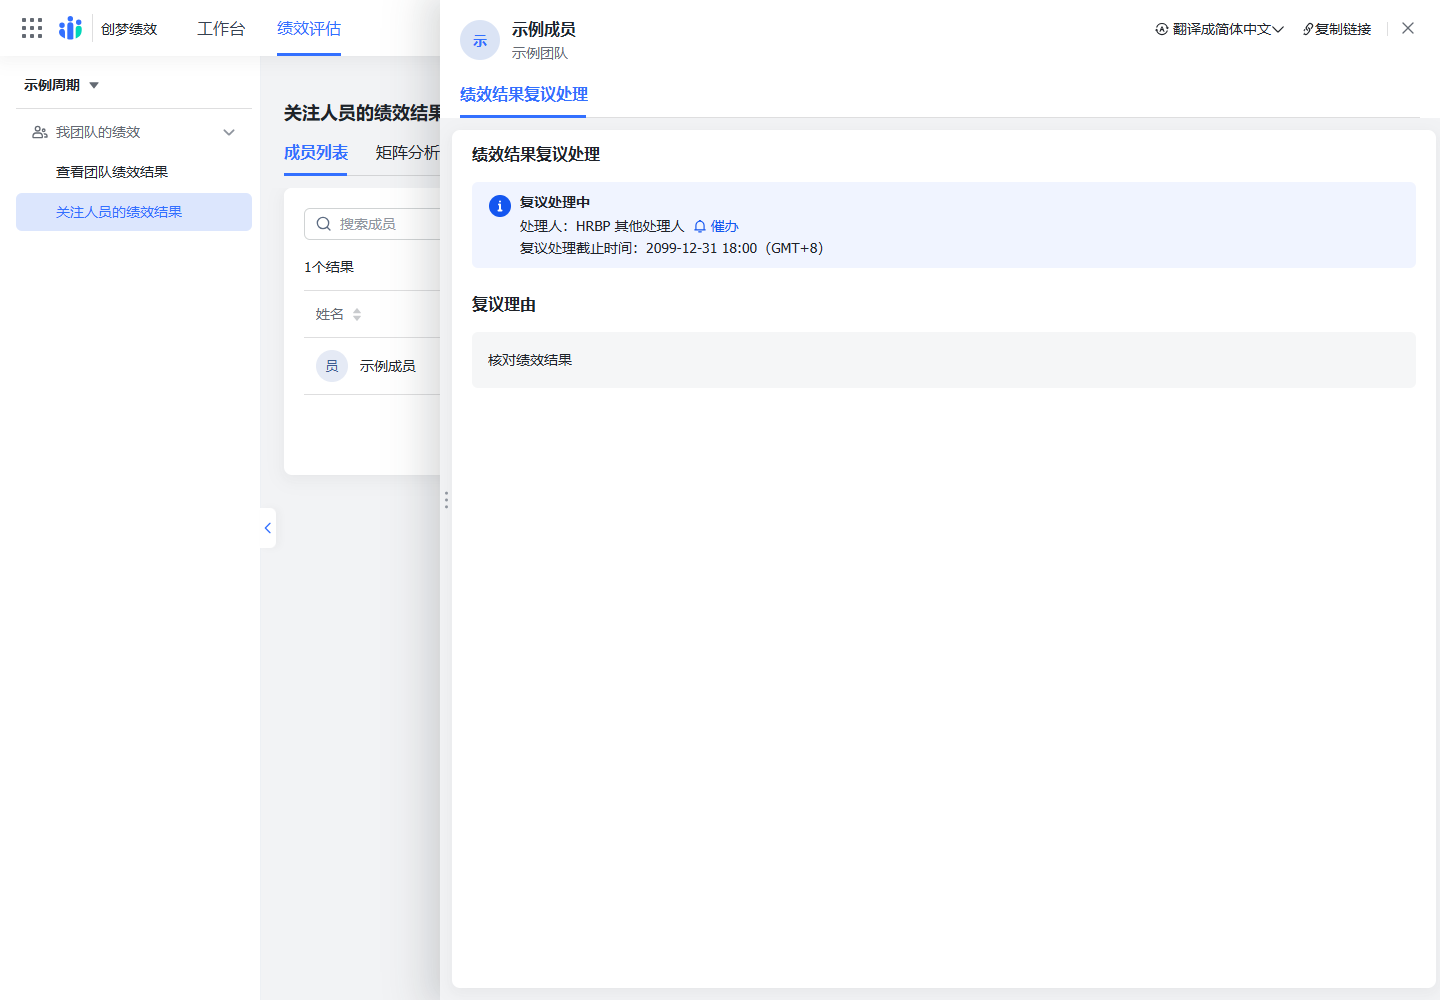 创梦绩效
工作台
绩效评估
示例周期
我团队的绩效
查看团队绩效结果
关注人员的绩效结果
关注人员的绩效结果
成员列表
矩阵分析
搜索成员
1个结果
姓名
员 示例成员
示 示例成员
示例团队
翻译成简体中文
复制链接
绩效结果复议处理
绩效结果复议处理
复议处理中
处理人：HRBP 其他处理人 催办
复议处理截止时间：2099-12-31 18:00（GMT+8）
复议理由
核对绩效结果